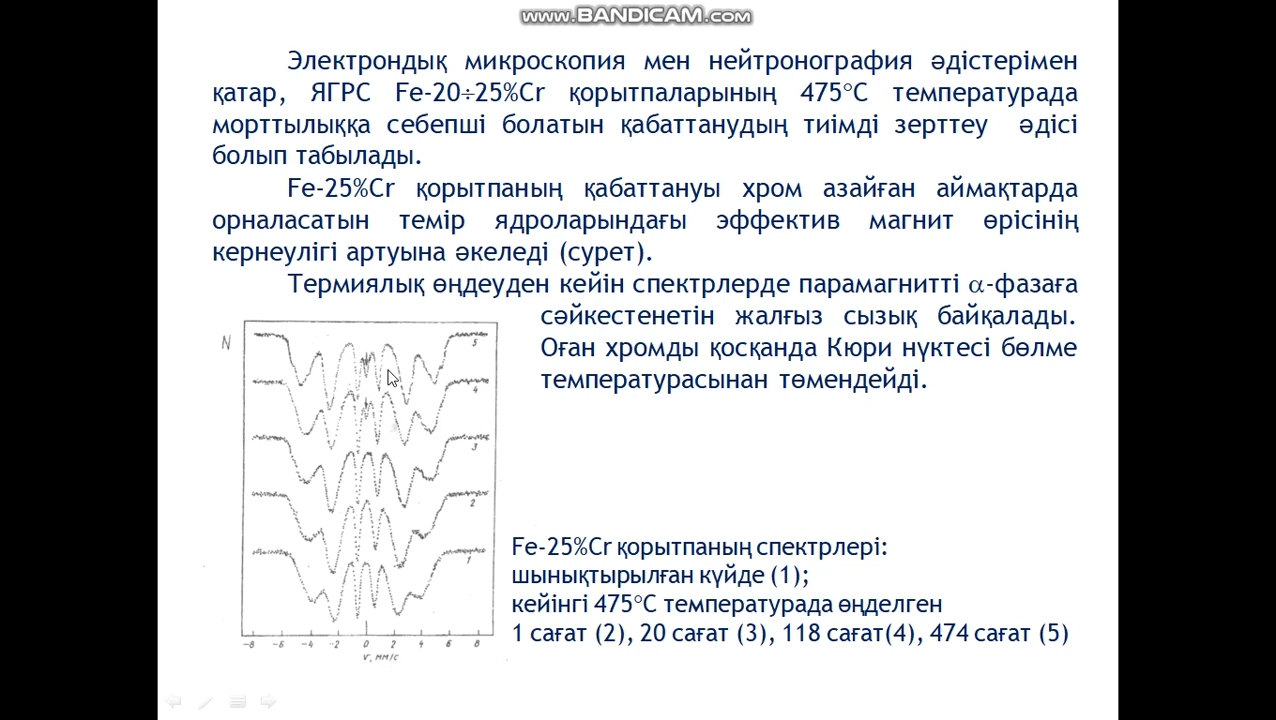 www.BANDICAM.com
Электрондық микроскопия мен нейтронография әдістерімен
қатар, ЯГРС Fe-20÷25%Cr қорытпаларының 475°С температурада
морттылыққа себепші болатын қабаттанудың тиімді зерттеу әдісі
болып табылады.
Fe-25%Cr қорытпаның қабаттануы хром азайған аймақтарда
орналасатын темір ядроларындағы эффектив магнит өрісінің
кернеулігі артуына әкеледі (сурет).
Термиялық өңдеуден кейін спектрлерде парамагнитті α-фазаға
сәйкестенетін жалғыз сызық байқалады.
Оған хромды қосқанда Кюри нүктесі бөлме
температурасынан төмендейді.
N
5
4
3
2
1
-8 -6 -4 -2 0 2 4 6 8
v, мм/с
Fe-25%Cr қорытпаның спектрлері:
шынықтырылған күйде (1);
кейінгі 475°С температурада өңделген
1 сағат (2), 20 сағат (3), 118 сағат(4), 474 сағат (5)